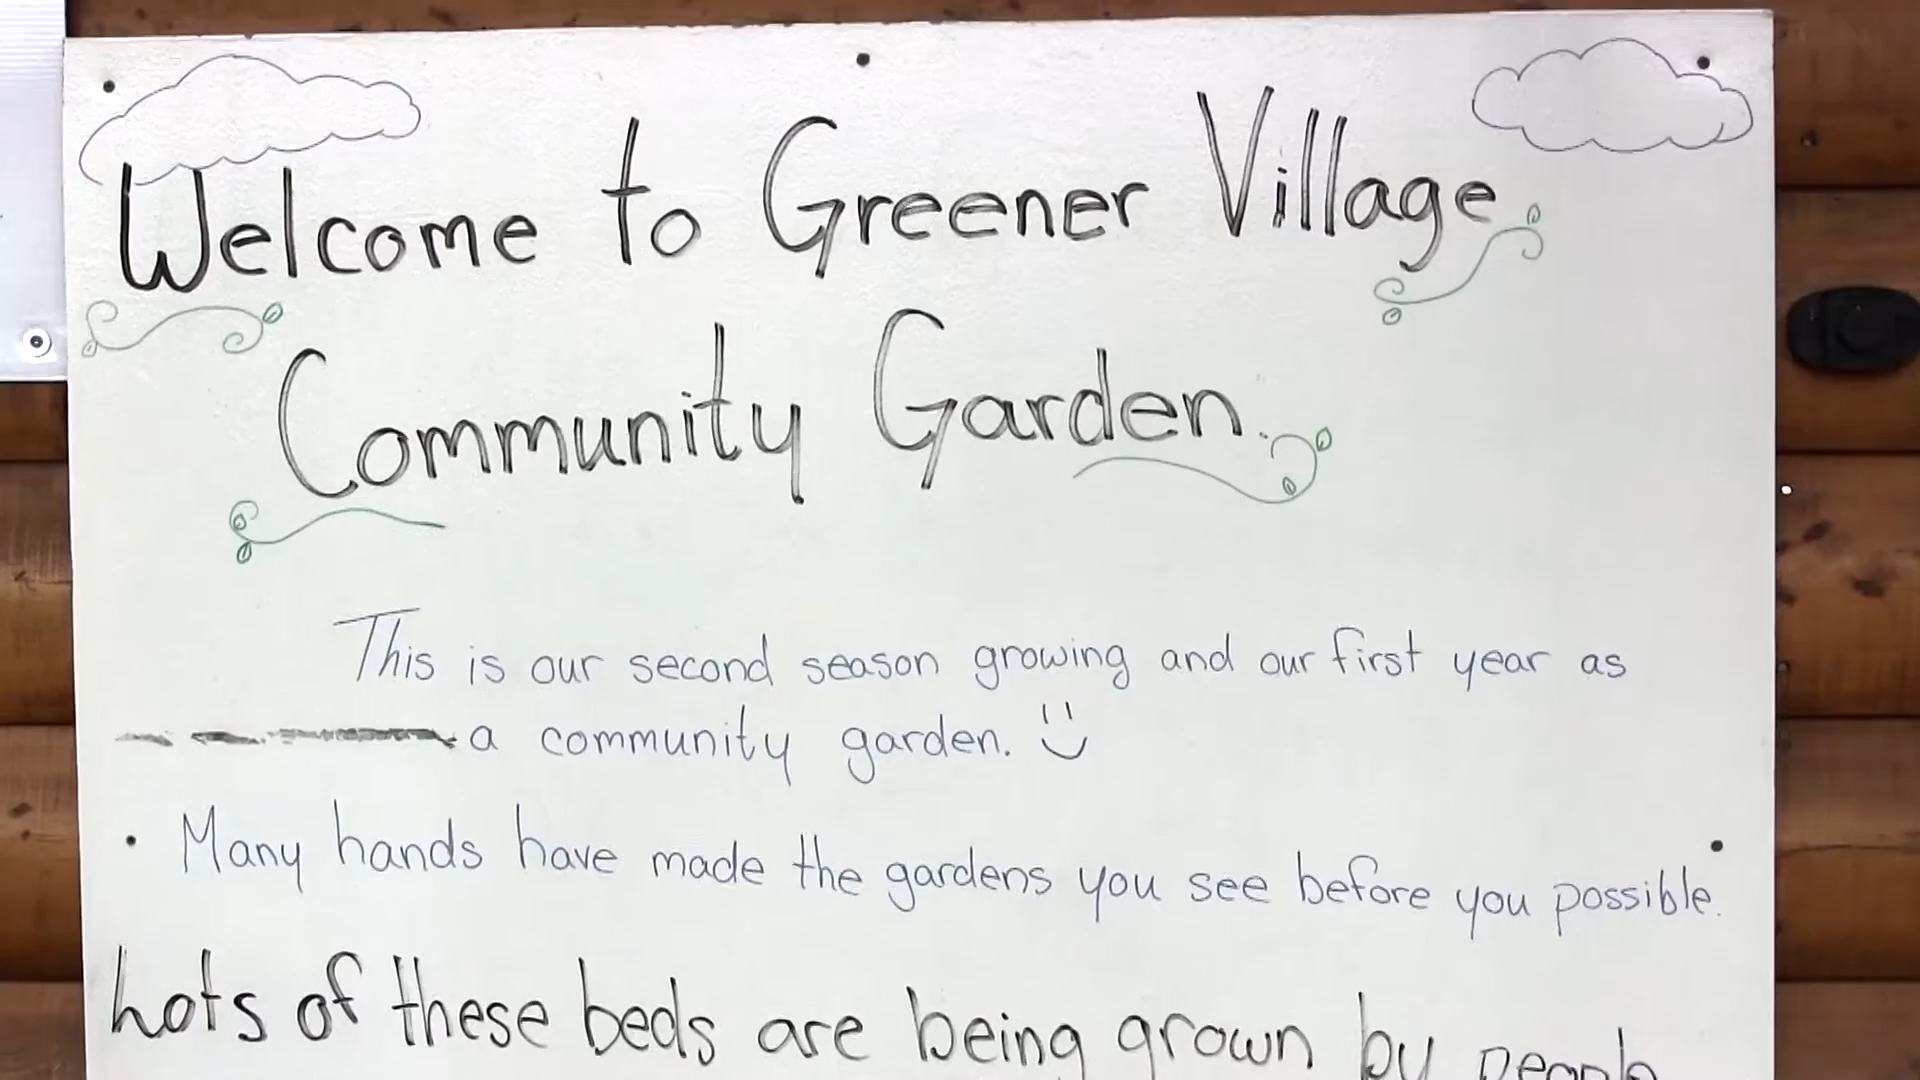 Welcome to Greener Village
Community Garden.
This is our second season growing and our first year as
a community garden.
Many hands have made the gardens you see before you possible.
Lots of these beds are being grown by people